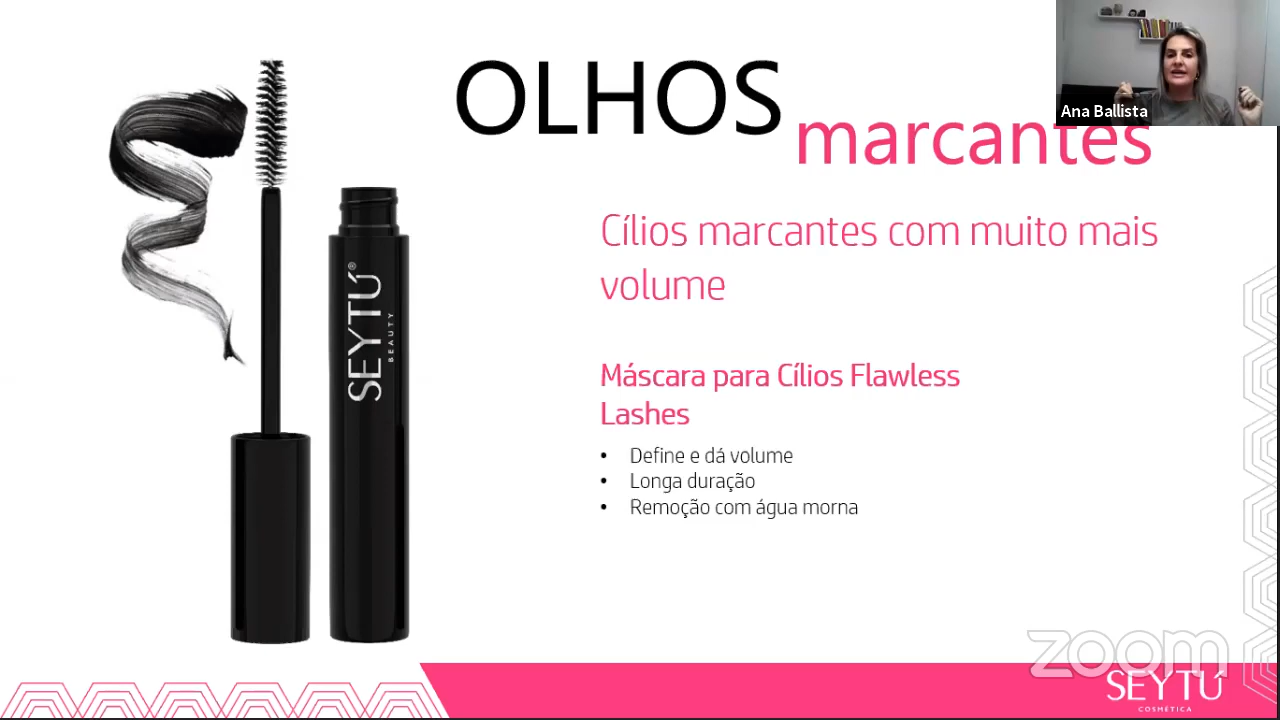 OLHOS
marcantes
Ana Ballista
Cílios marcantes com muito mais
volume
SEYTÚ®
BEAUTY
Máscara para Cílios Flawless
Lashes
• Define e dá volume
• Longa duração
• Remoção com água morna
zoom
SEYTÚ
COSMÉTICA